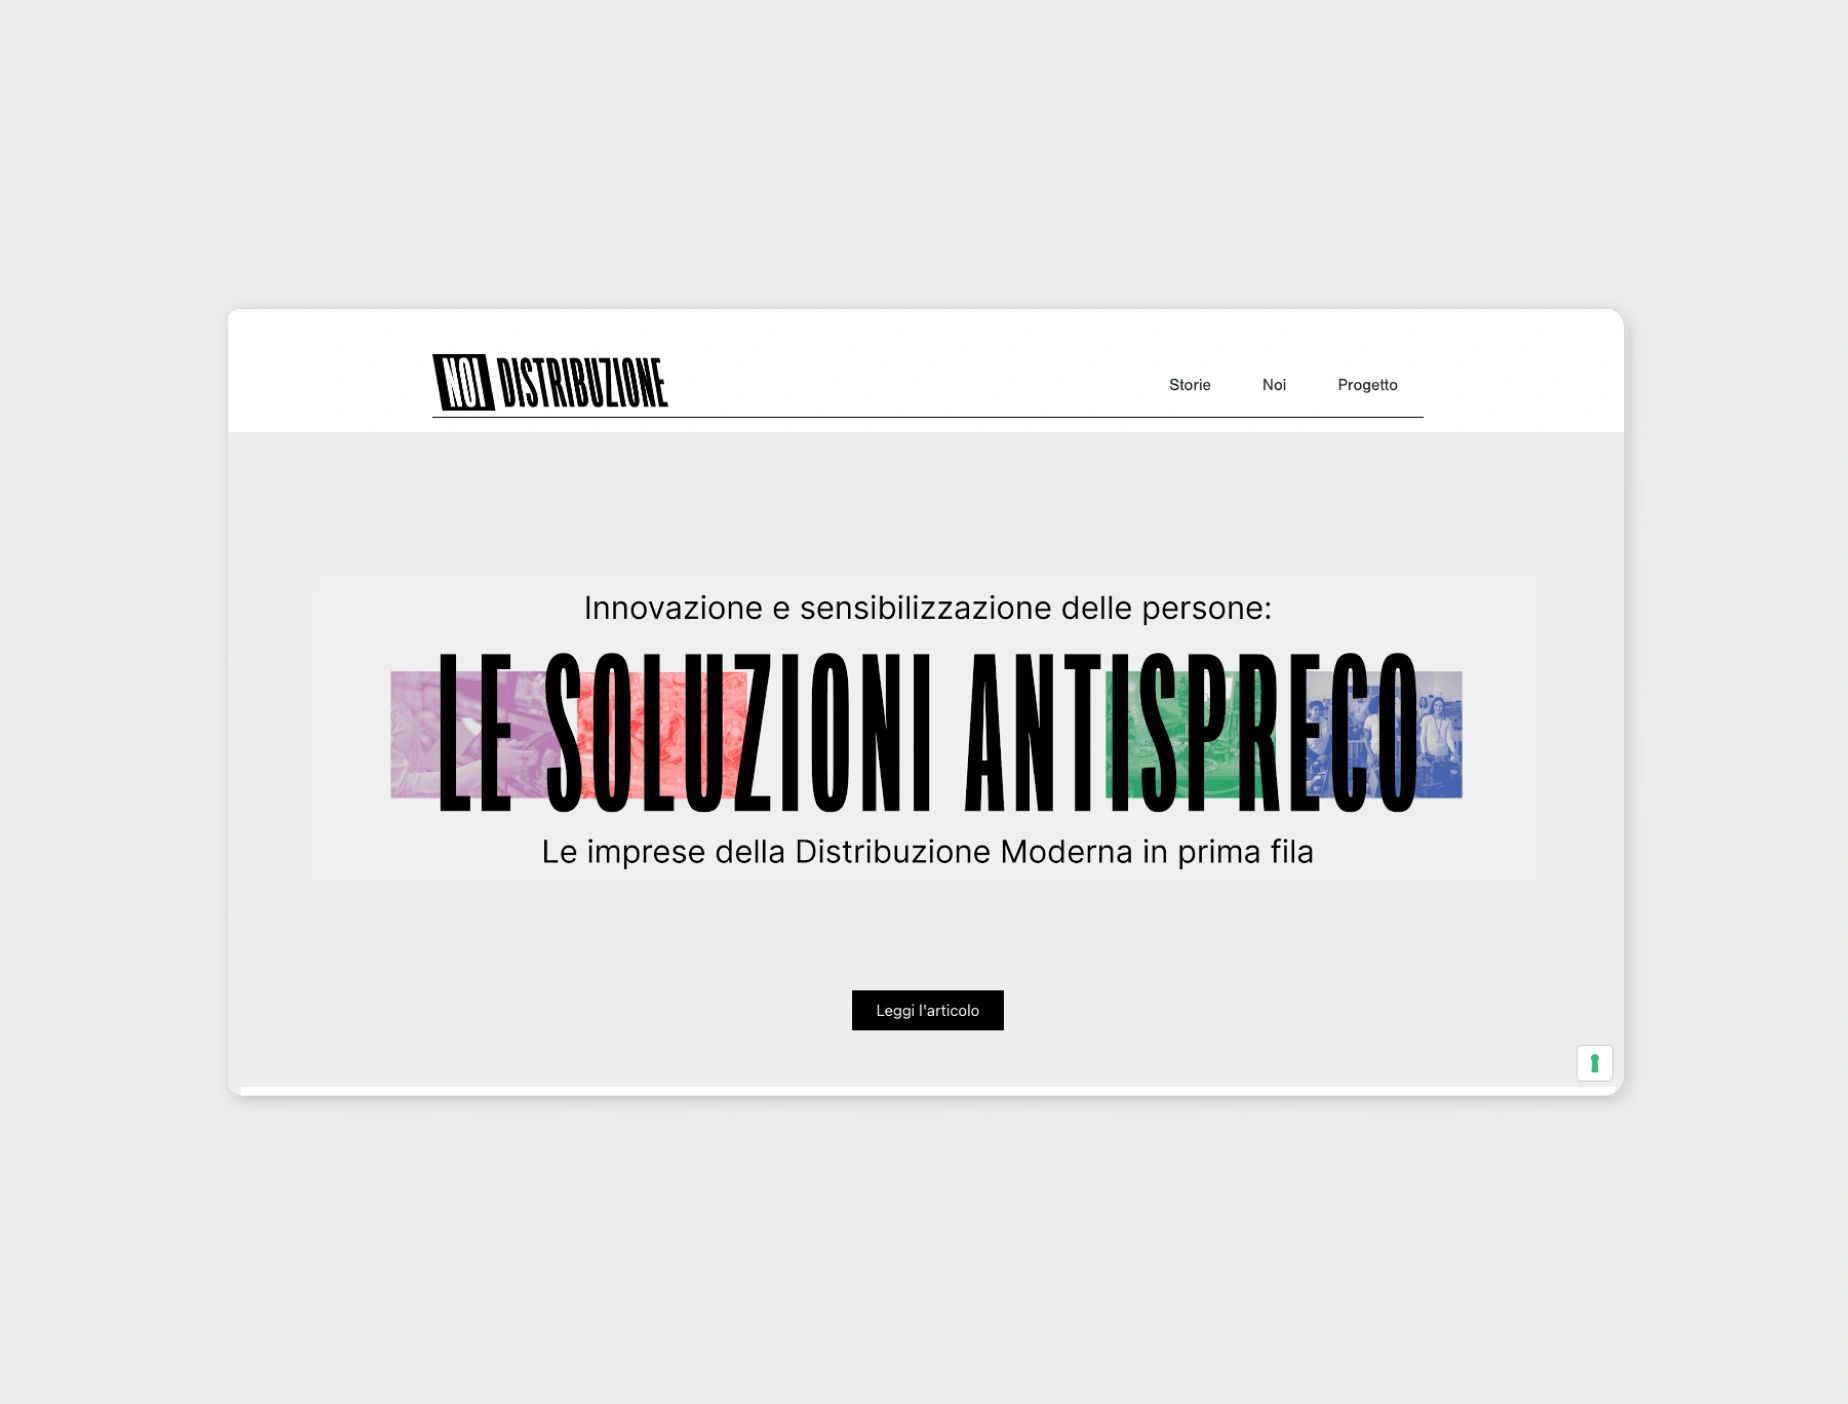 NOI DISTRIBUZIONE
Storie Noi Progetto
Innovazione e sensibilizzazione delle persone:
LE SOLUZIONI ANTISPRECO
Le imprese della Distribuzione Moderna in prima fila
Leggi l'articolo